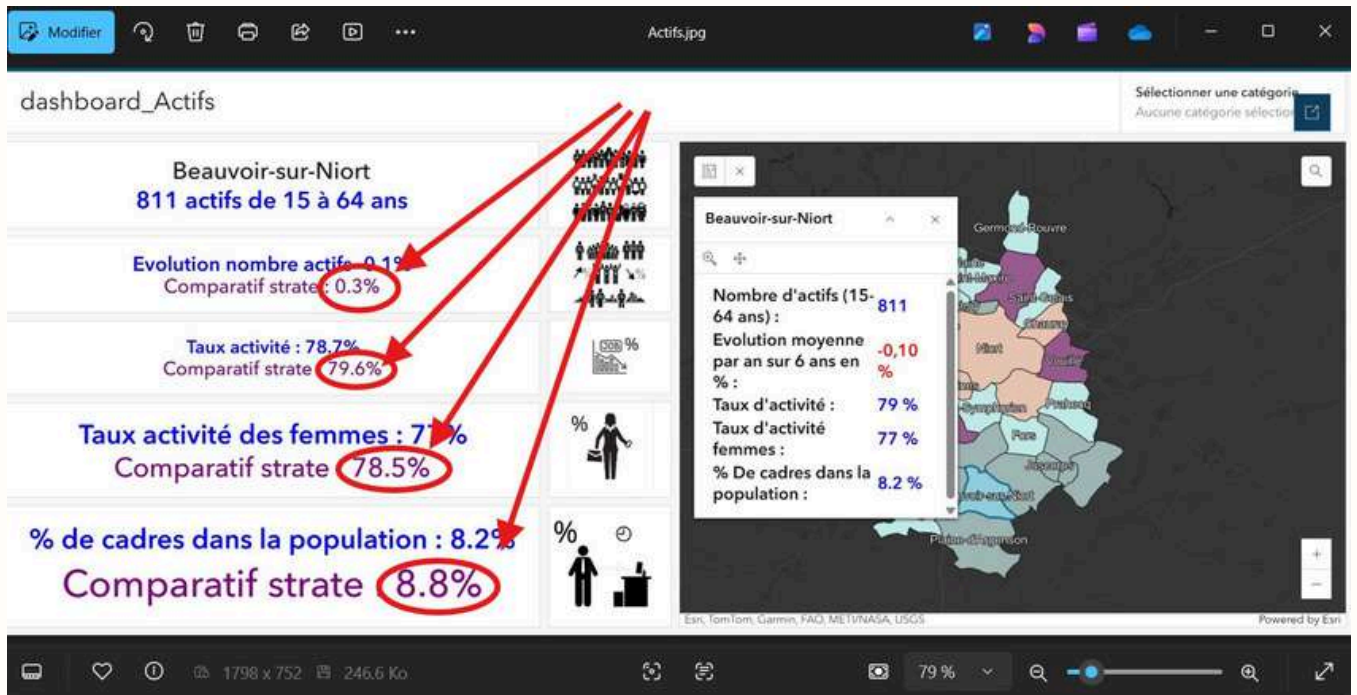 Modifier
Actifs.jpg
dashboard_Actifs
Sélectionner une catégorie
Aucune catégorie sélection
Beauvoir-sur-Niort
811 actifs de 15 à 64 ans
Evolution nombre actifs 0.1%
Comparatif strate : 0.3%
%
Taux activité : 78.7%
Comparatif strate 79.6%
JOB %
Taux activité des femmes : 77%
Comparatif strate 78.5%
%
% de cadres dans la population : 8.2%
Comparatif strate 8.8%
%
Beauvoir-sur-Niort
Nombre d'actifs (15-
64 ans) :
811
Evolution moyenne
par an sur 6 ans en
% :
-0,10
%
Taux d'activité :
79 %
Taux d'activité
femmes :
77 %
% De cadres dans la
population :
8.2 %
Germond-Rouvre
Saint-Gelais
Chauray
Niort
Vouillé
Prahecq
Fors
Juscorps
Plaine-d'Argenson
Esri, TomTom, Garmin, FAO, METI/NASA, USGS
Powered by Esri
1798 x 752
246.6 Ko
79 %